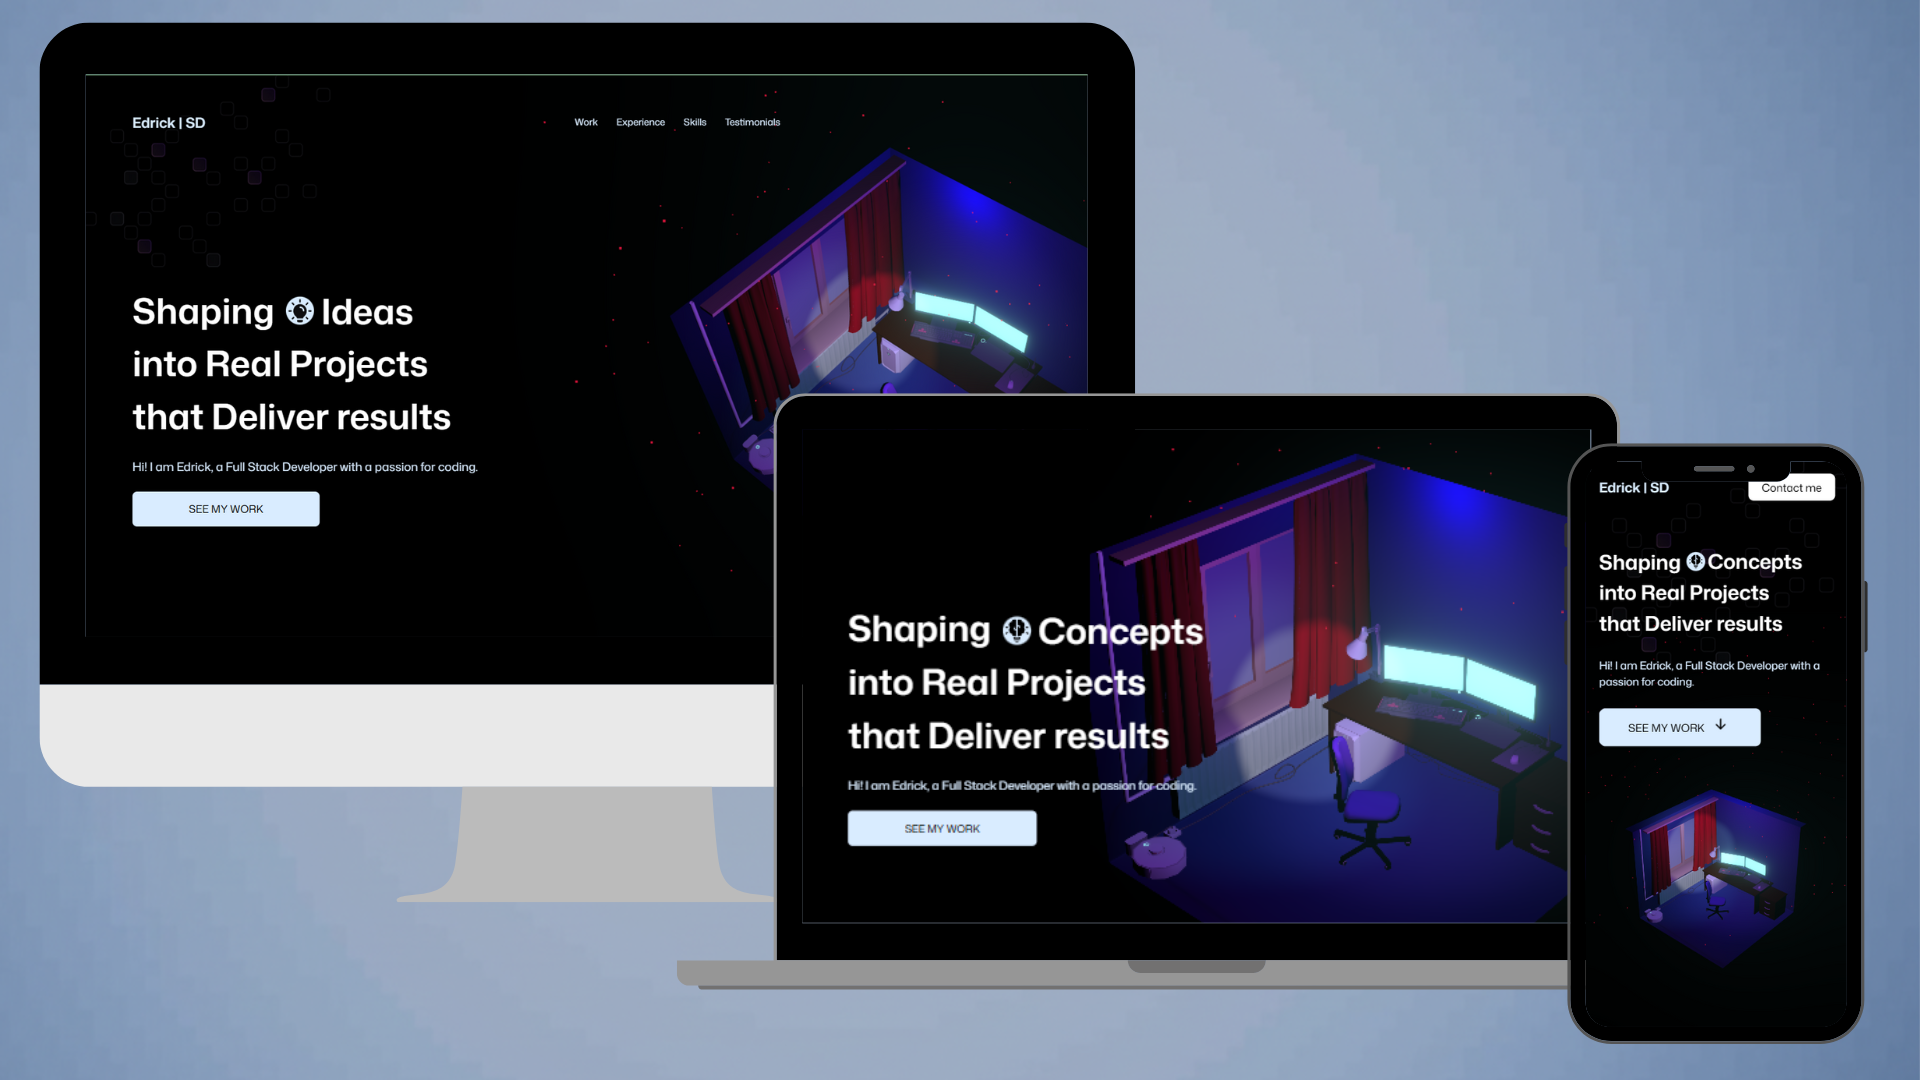 Edrick | SD
Work Experience Skills Testimonials
Shaping Ideas
into Real Projects
that Deliver results
Hi! I am Edrick, a Full Stack Developer with a passion for coding.
SEE MY WORK
Shaping Concepts
into Real Projects
that Deliver results
Hi! I am Edrick, a Full Stack Developer with a passion for coding.
SEE MY WORK
Edrick | SD
Contact me
Shaping Concepts
into Real Projects
that Deliver results
Hi! I am Edrick, a Full Stack Developer with a
passion for coding.
SEE MY WORK